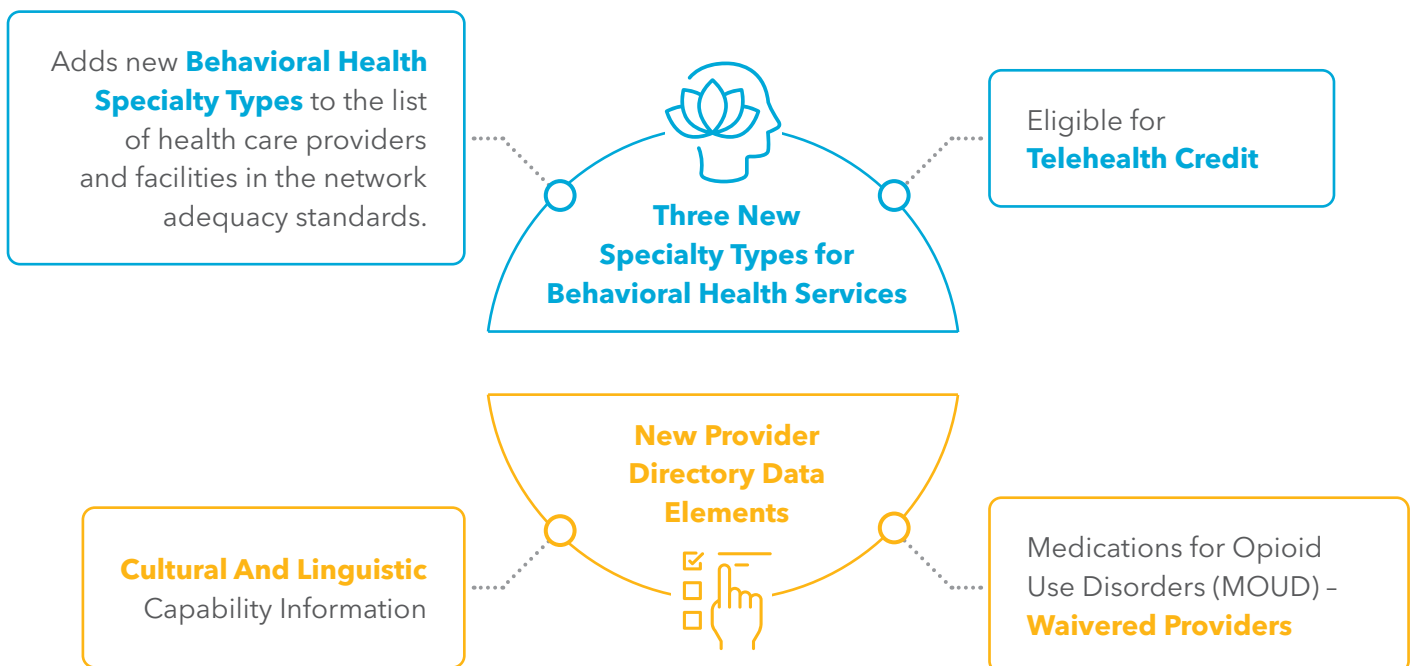 Adds new Behavioral Health
Specialty Types to the list
of health care providers
and facilities in the network
adequacy standards.
Three New
Specialty Types for
Behavioral Health Services
Eligible for
Telehealth Credit
New Provider
Directory Data
Elements
Cultural And Linguistic
Capability Information
Medications for Opioid
Use Disorders (MOUD) –
Waivered Providers